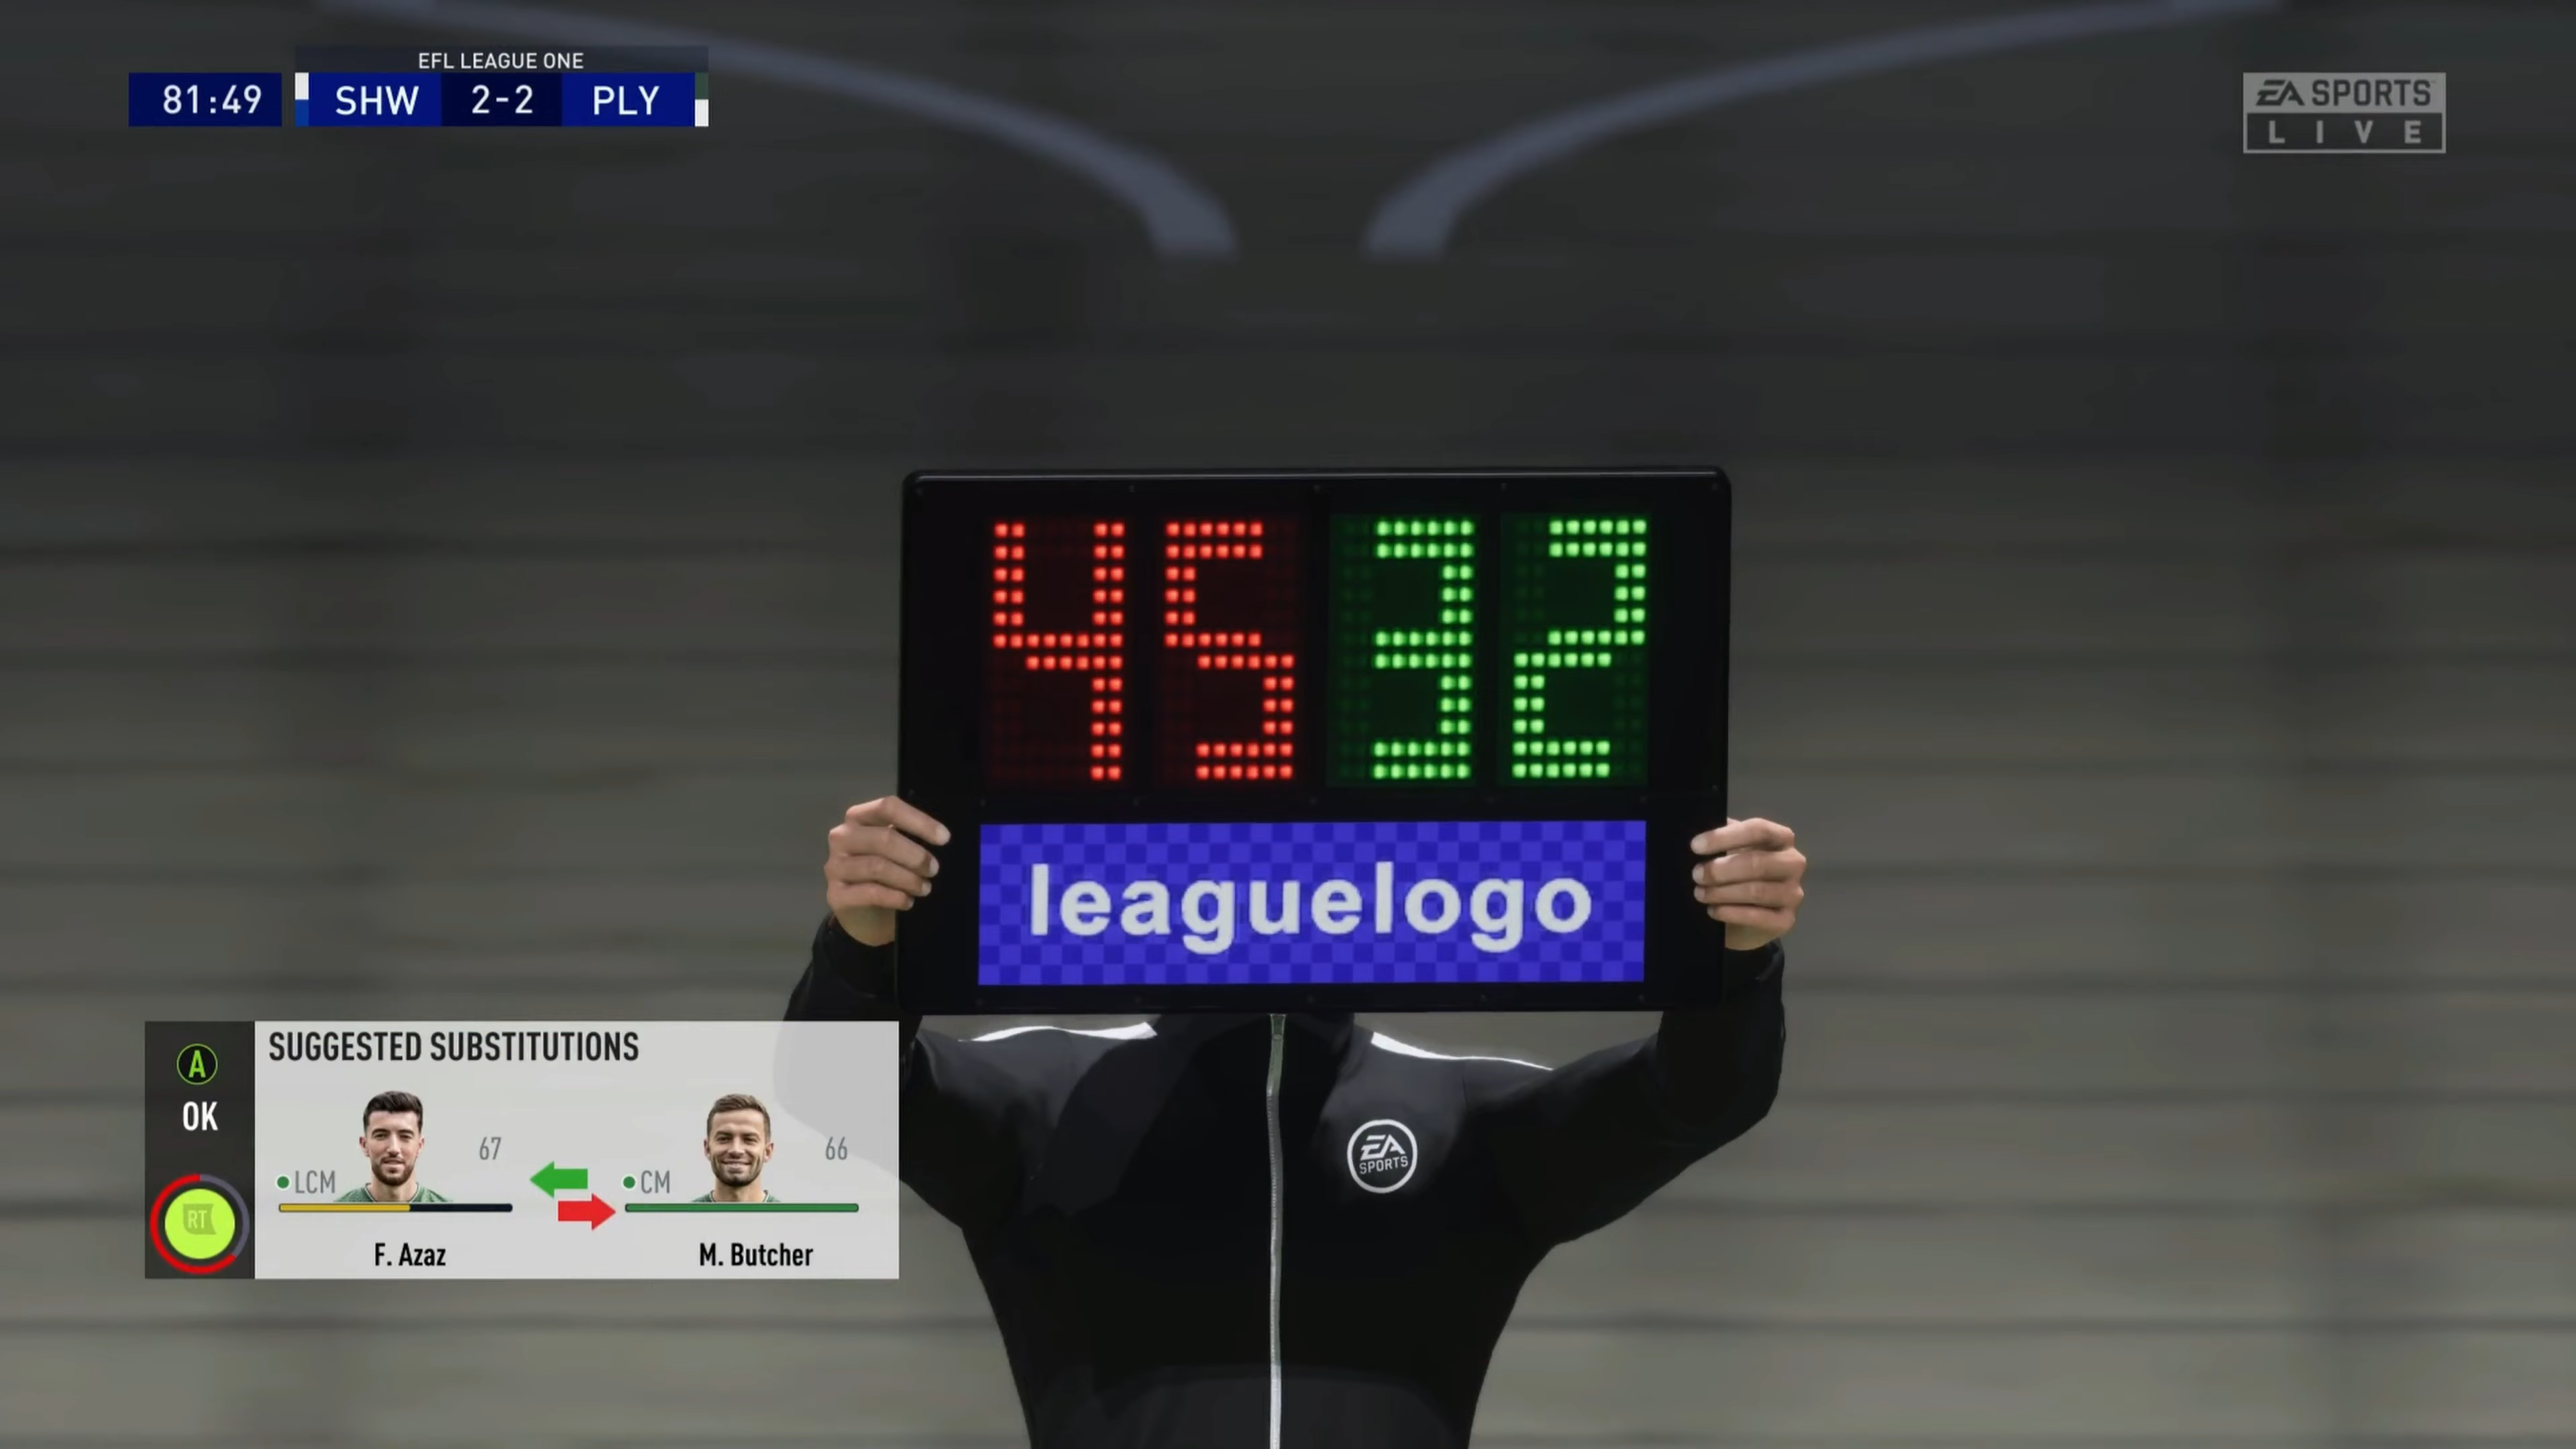 EFL LEAGUE ONE
81:49 SHW 2-2 PLY
EA SPORTS
LIVE
45 32
leaguelogo
SUGGESTED SUBSTITUTIONS
A
OK
67
66
LCM
CM
RT
F. Azaz
M. Butcher
EA
SPORTS